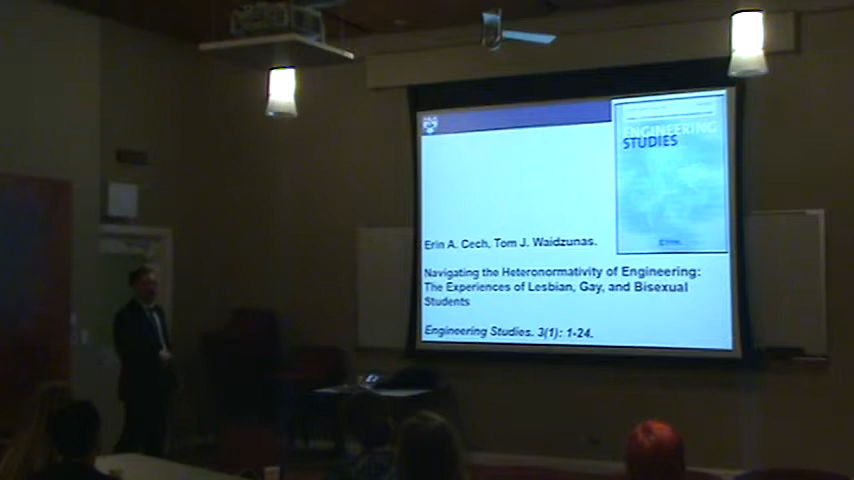 ENGINEERING
STUDIES
Erin A. Cech, Tom J. Waidzunas.
Navigating the Heteronormativity of Engineering:
The Experiences of Lesbian, Gay, and Bisexual
Students
Engineering Studies. 3(1): 1-24.